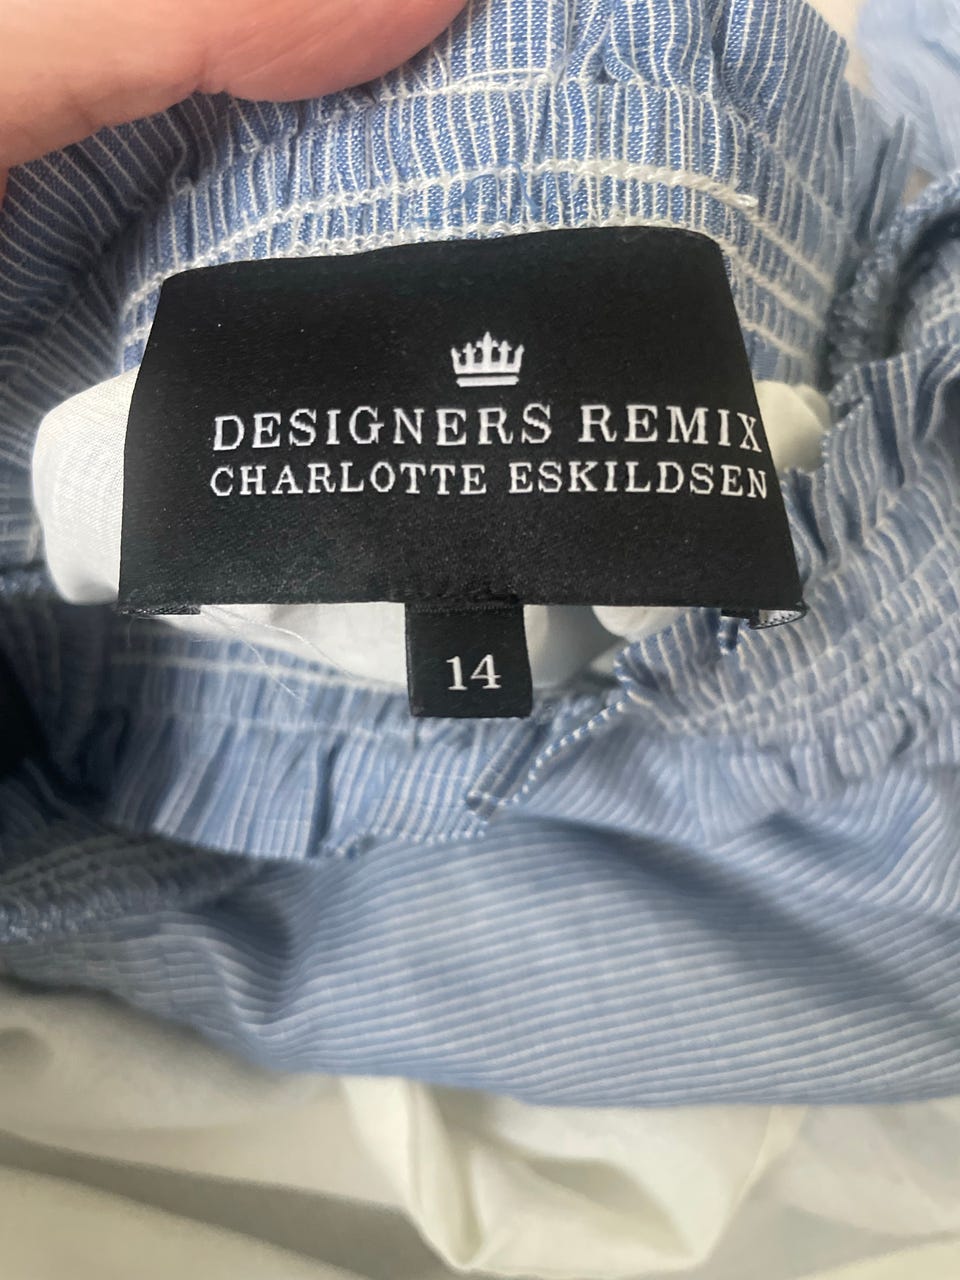 DESIGNERS REMIX
CHARLOTTE ESKILDSEN
14